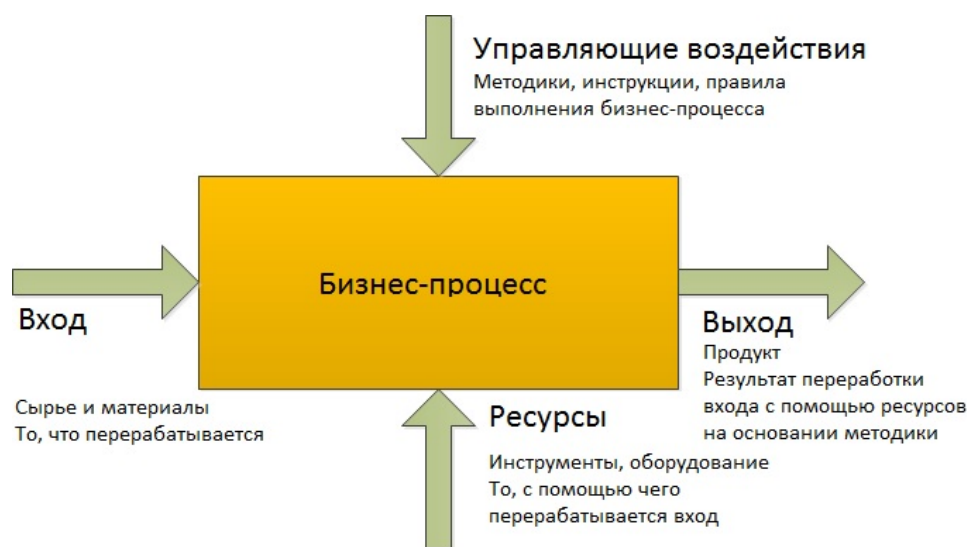 Управляющие воздействия
Методики, инструкции, правила
выполнения бизнес-процесса
Бизнес-процесс
Вход
Сырье и материалы
То, что перерабатывается
Выход
Продукт
Результат переработки
входа с помощью ресурсов
на основании методики
Ресурсы
Инструменты, оборудование
То, с помощью чего
перерабатывается вход